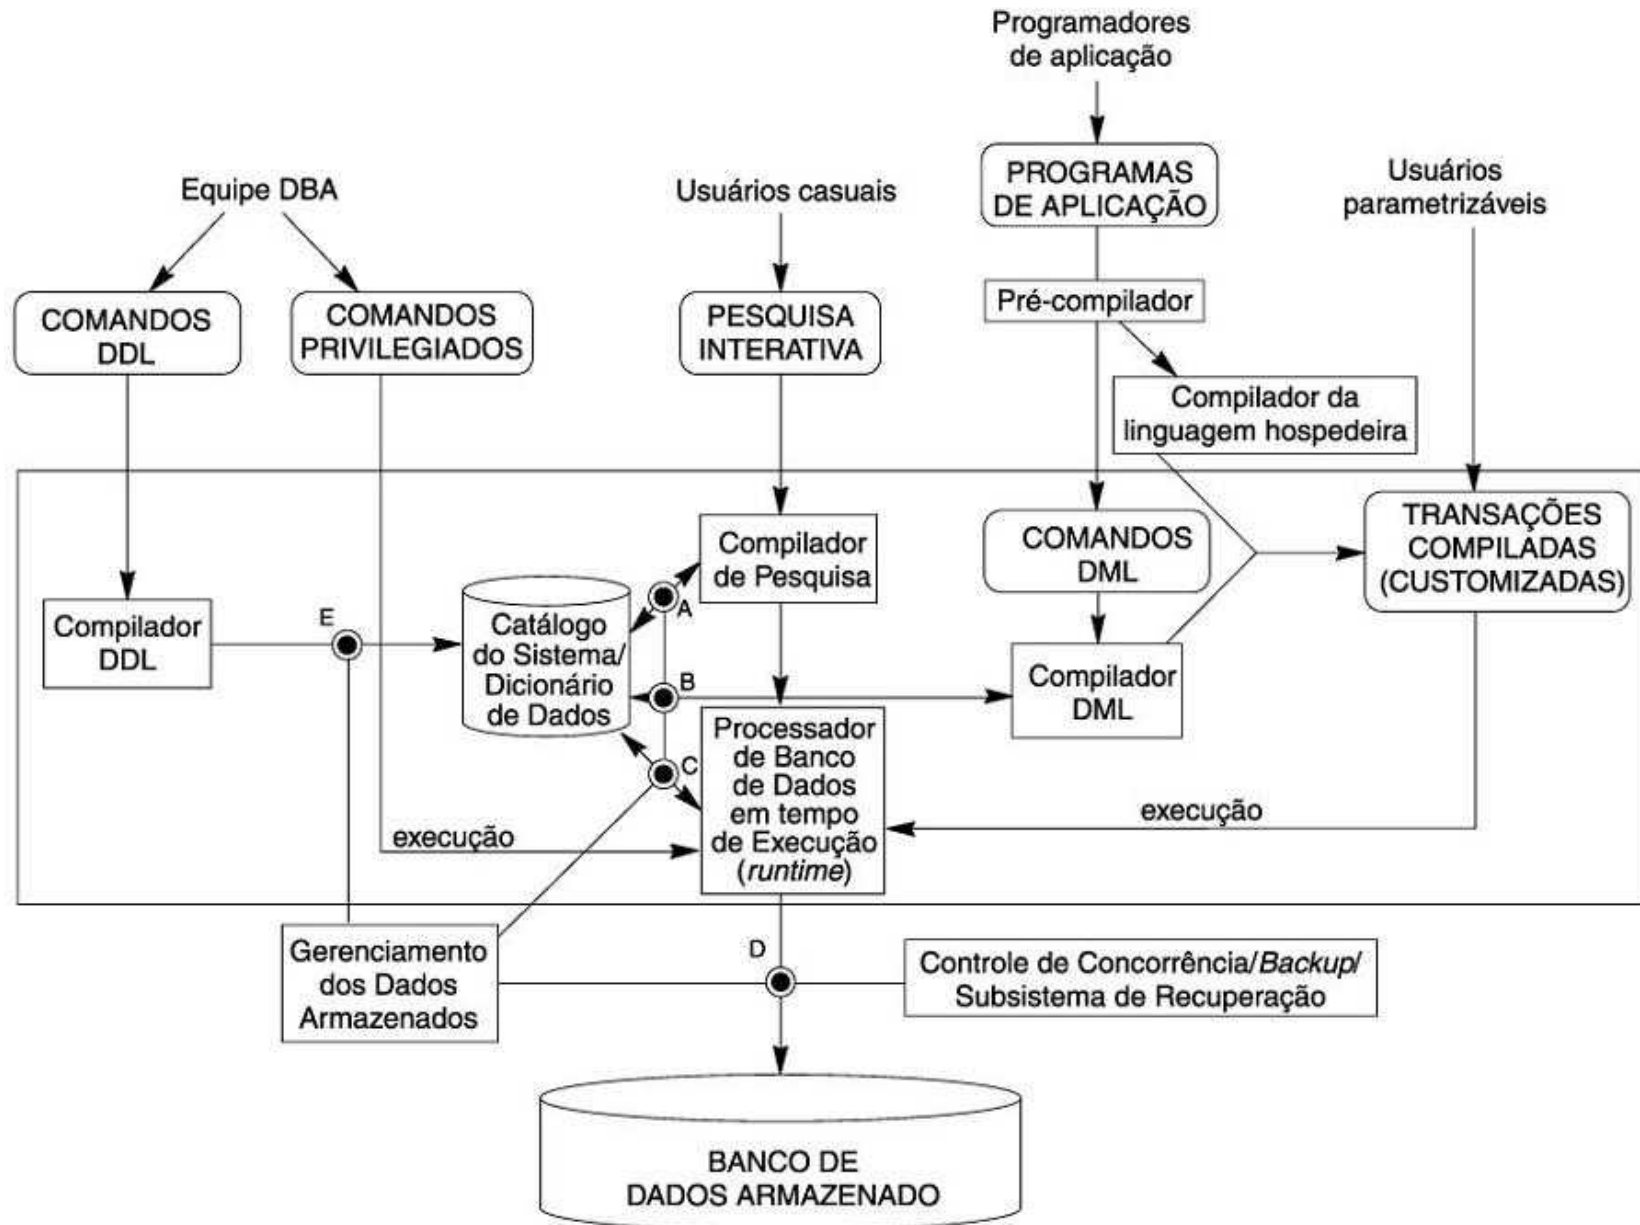 Programadores
de aplicação
PROGRAMAS
DE APLICAÇÃO
Usuários
parametrizáveis
Equipe DBA
Usuários casuais
Pré-compilador
COMANDOS
DDL
COMANDOS
PRIVILEGIADOS
PESQUISA
INTERATIVA
Compilador da
linguagem hospedeira
Compilador
de Pesquisa
COMANDOS
DML
TRANSAÇÕES
COMPILADAS
(CUSTOMIZADAS)
A
E
Compilador
DDL
Catálogo
do Sistema/
Dicionário
de Dados
B
Compilador
DML
C
Processador
de Banco
de Dados
em tempo
de Execução
(runtime)
execução
execução
D
Gerenciamento
dos Dados
Armazenados
Controle de Concorrência/Backup/
Subsistema de Recuperação
BANCO DE
DADOS ARMAZENADO